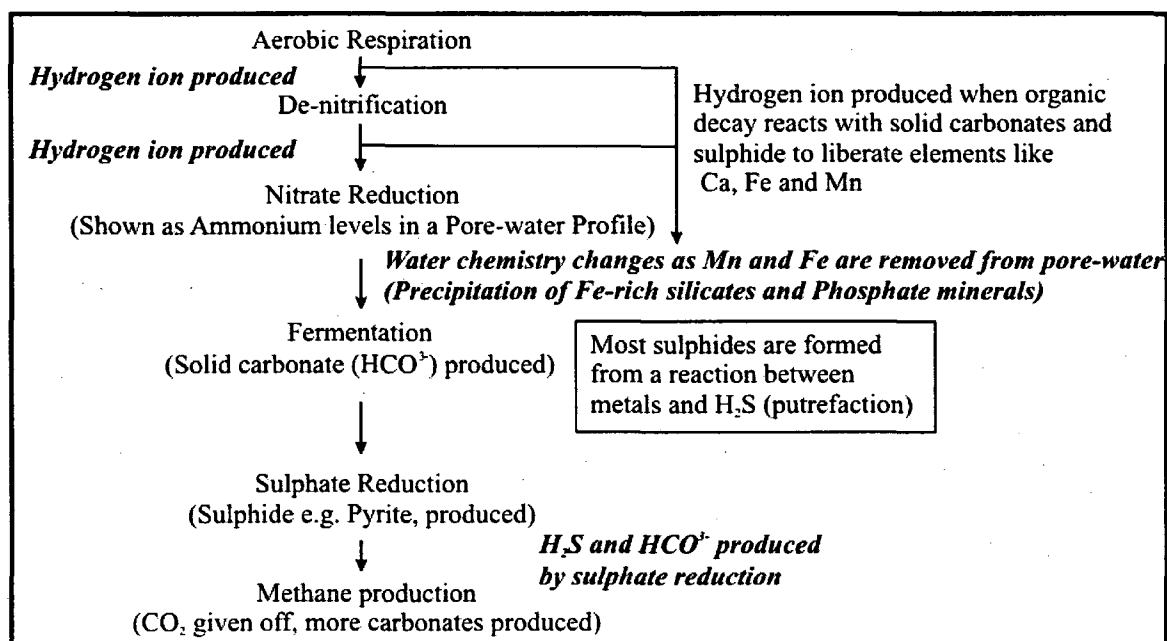 Aerobic Respiration
Hydrogen ion produced
De-nitrification
Hydrogen ion produced
Hydrogen ion produced when organic
decay reacts with solid carbonates and
sulphide to liberate elements like
Ca, Fe and Mn
Nitrate Reduction
(Shown as Ammonium levels in a Pore-water Profile)
Water chemistry changes as Mn and Fe are removed from pore-water
(Precipitation of Fe-rich silicates and Phosphate minerals)
Fermentation
(Solid carbonate (HCO³⁻) produced)
Most sulphides are formed
from a reaction between
metals and H₂S (putrefaction)
Sulphate Reduction
(Sulphide e.g. Pyrite, produced)
H₂S and HCO³⁻ produced
by sulphate reduction
Methane production
(CO₂ given off, more carbonates produced)